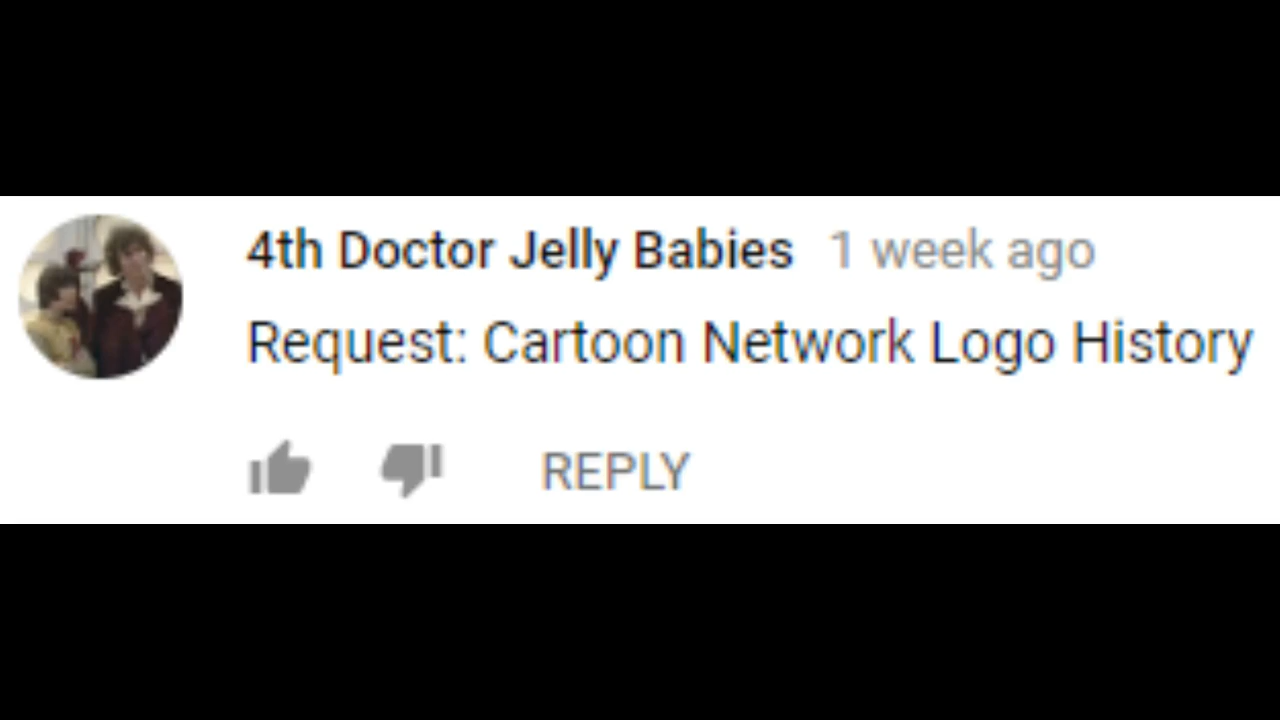 4th Doctor Jelly Babies 1 week ago
Request: Cartoon Network Logo History
REPLY